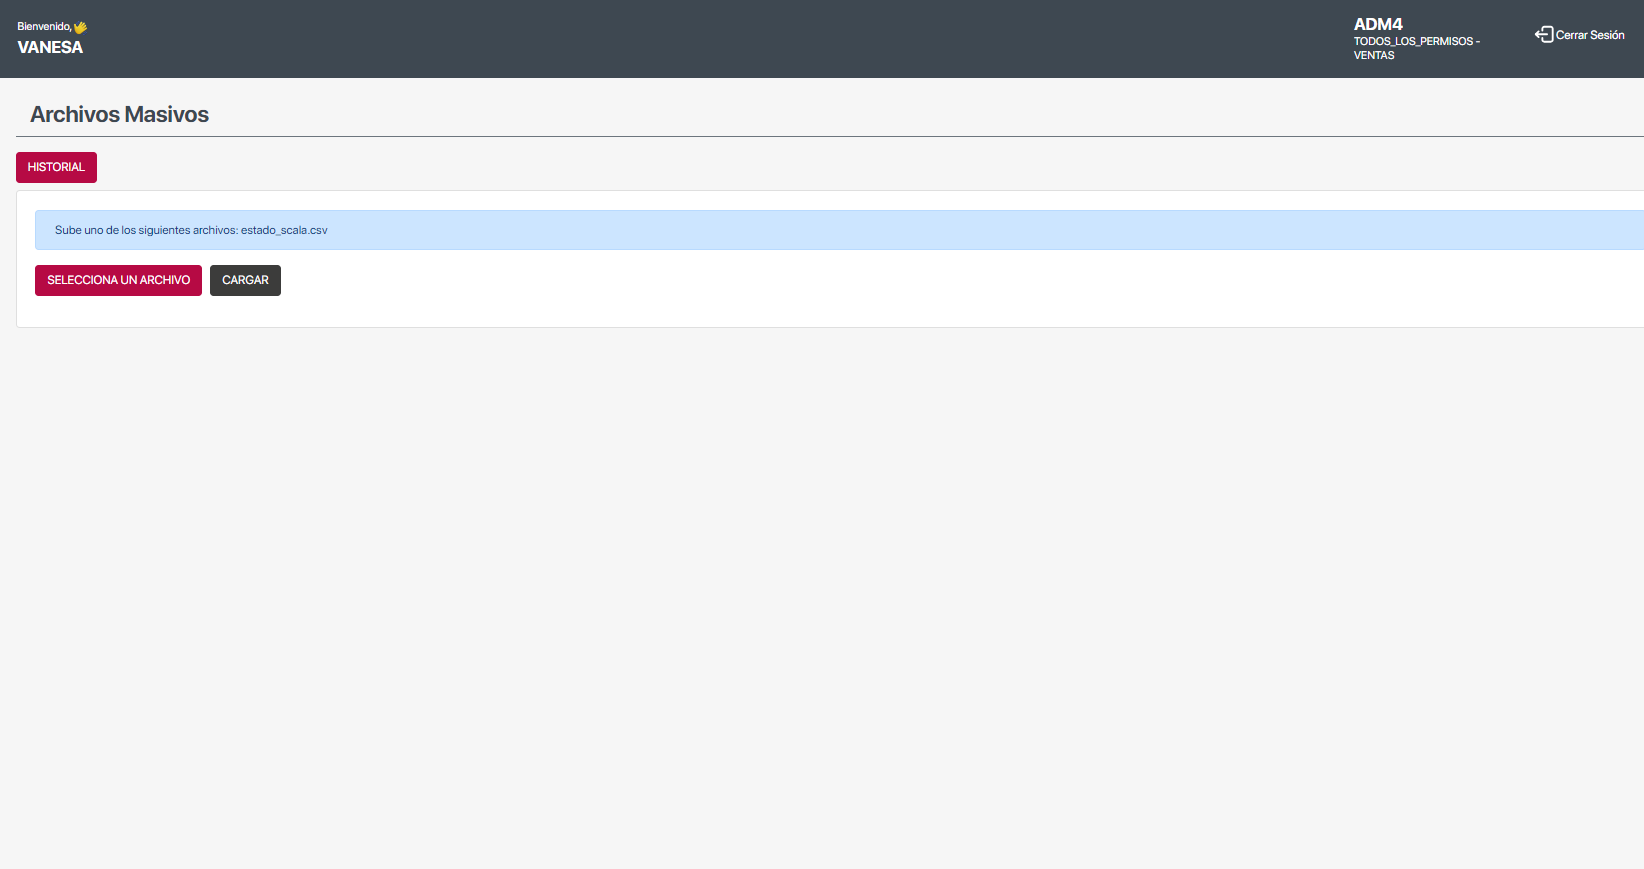 Bienvenido,
VANESA
ADM4
TODOS_LOS_PERMISOS -
VENTAS
Cerrar Sesión
Archivos Masivos
HISTORIAL
Sube uno de los siguientes archivos: estado_scala.csv
SELECCIONA UN ARCHIVO
CARGAR